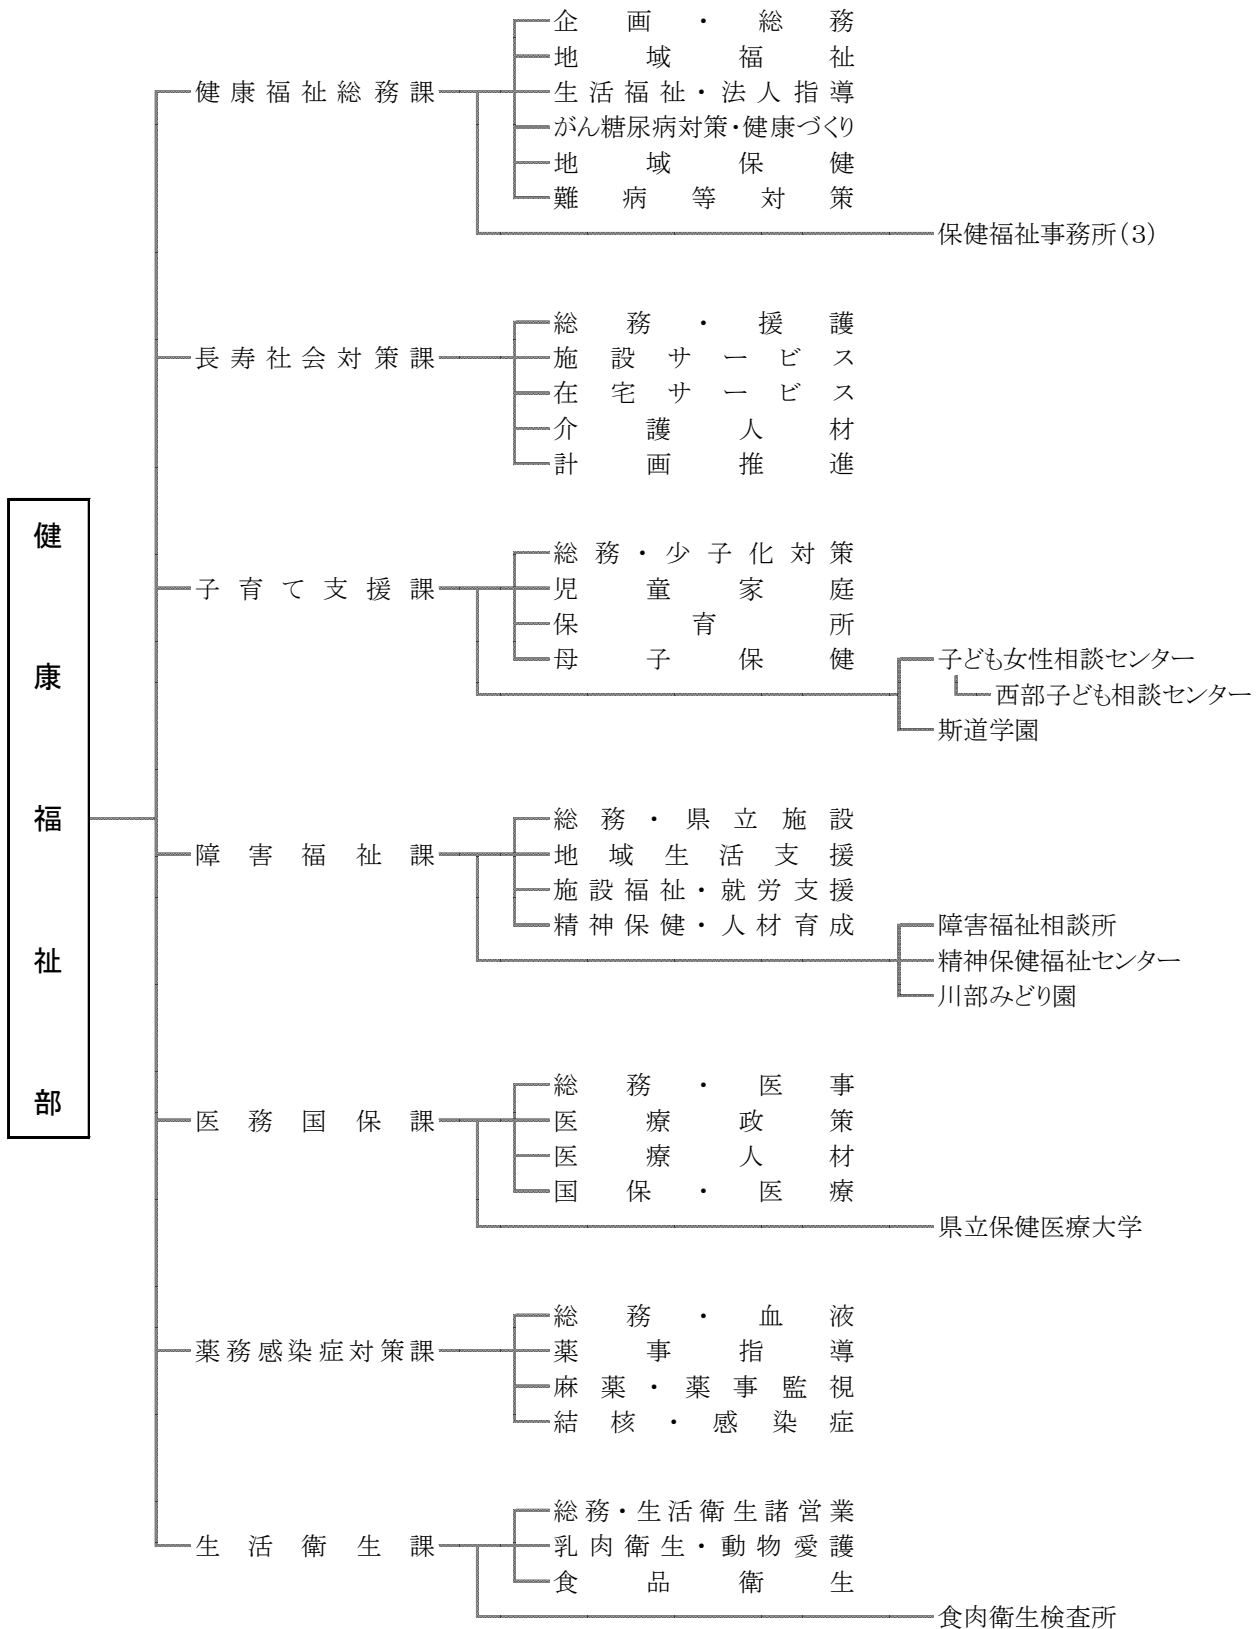 健康福祉部
健康福祉総務課
企画・総務
地域福祉
生活福祉・法人指導
がん糖尿病対策・健康づくり
地域保健
難病等対策
保健福祉事務所(3)
長寿社会対策課
総務・援護
施設サービス
在宅サービス
介護人材
計画推進
子育て支援課
総務・少子化対策
児童家庭
保育所
母子保健
子ども女性相談センター
西部子ども相談センター
斯道学園
障害福祉課
総務・県立施設
地域生活支援
施設福祉・就労支援
精神保健・人材育成
障害福祉相談所
精神保健福祉センター
川部みどり園
医務国保課
総務・医事
医療政策
医療人材
国保・医療
県立保健医療大学
薬務感染症対策課
総務・血液
薬事指導
麻薬・薬事監視
結核・感染症
生活衛生課
総務・生活衛生諸営業
乳肉衛生・動物愛護
食品衛生
食肉衛生検査所